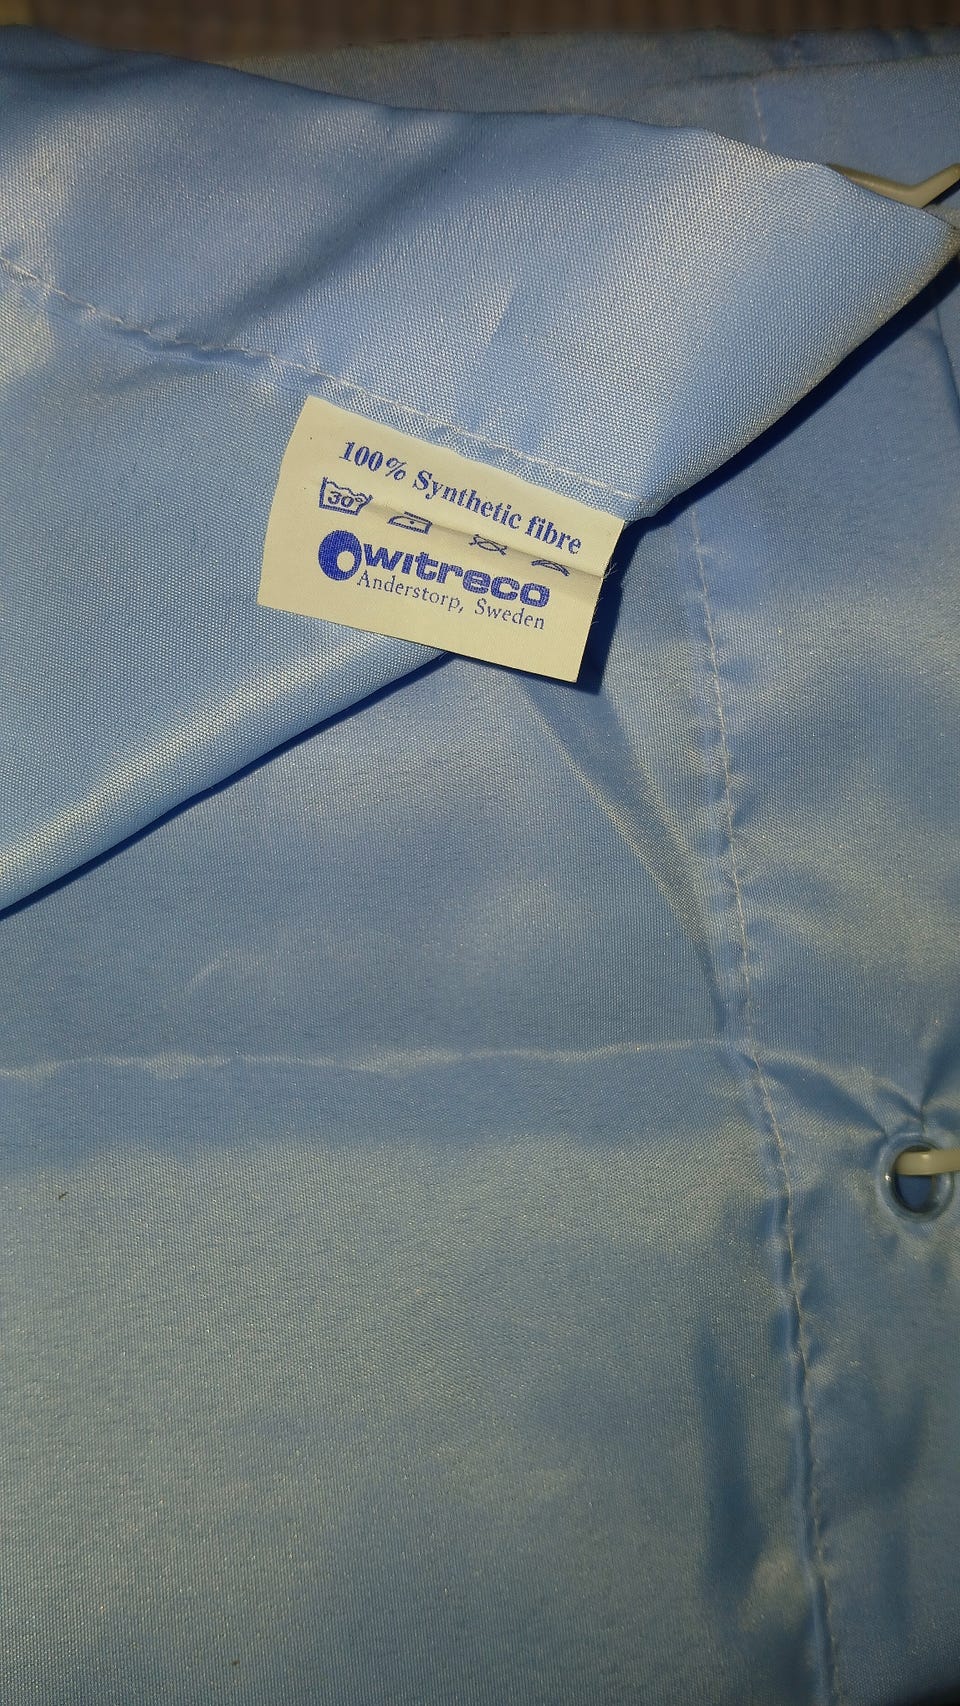 100% Synthetic fibre
30°
witreco
Anderstorp, Sweden